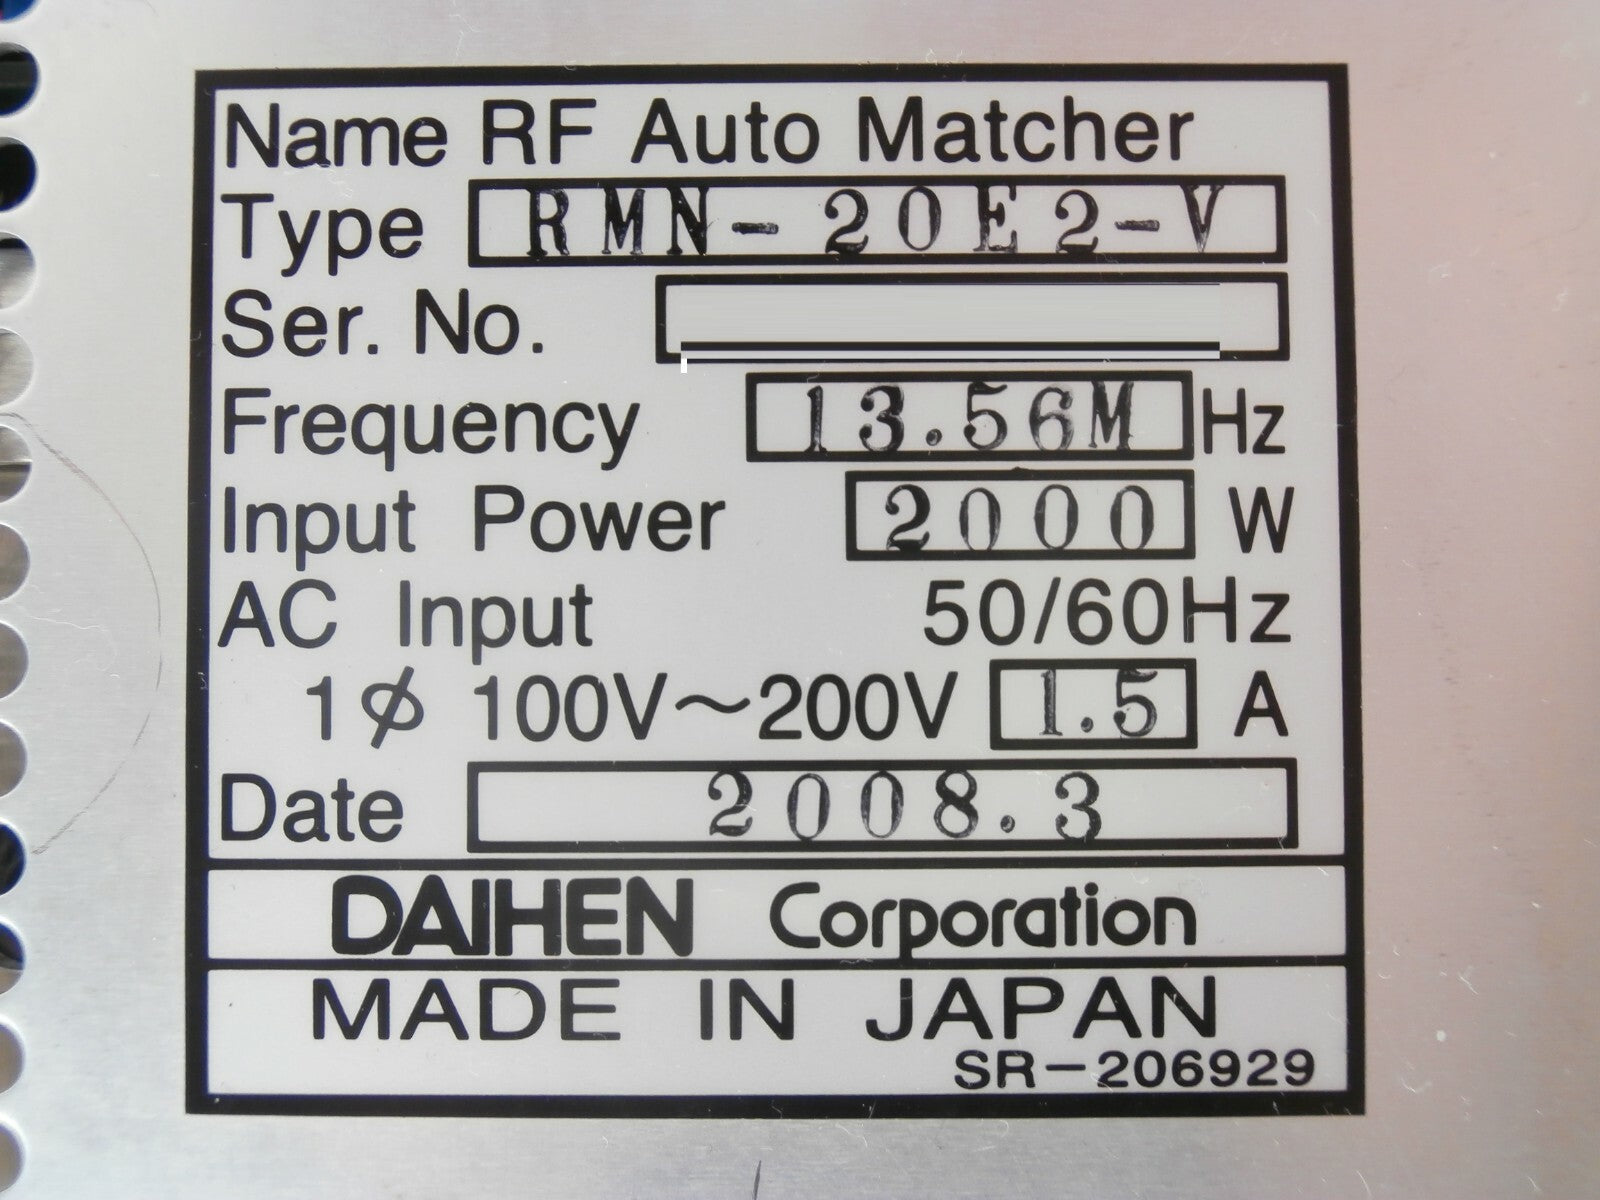 Name RF Auto Matcher
Type RMN-20E2-V
Ser. No.
Frequency 13.56M Hz
Input Power 2000 W
AC Input 50/60Hz
1φ 100V～200V 1.5 A
Date 2008.3
DAIHEN Corporation
MADE IN JAPAN
SR-206929